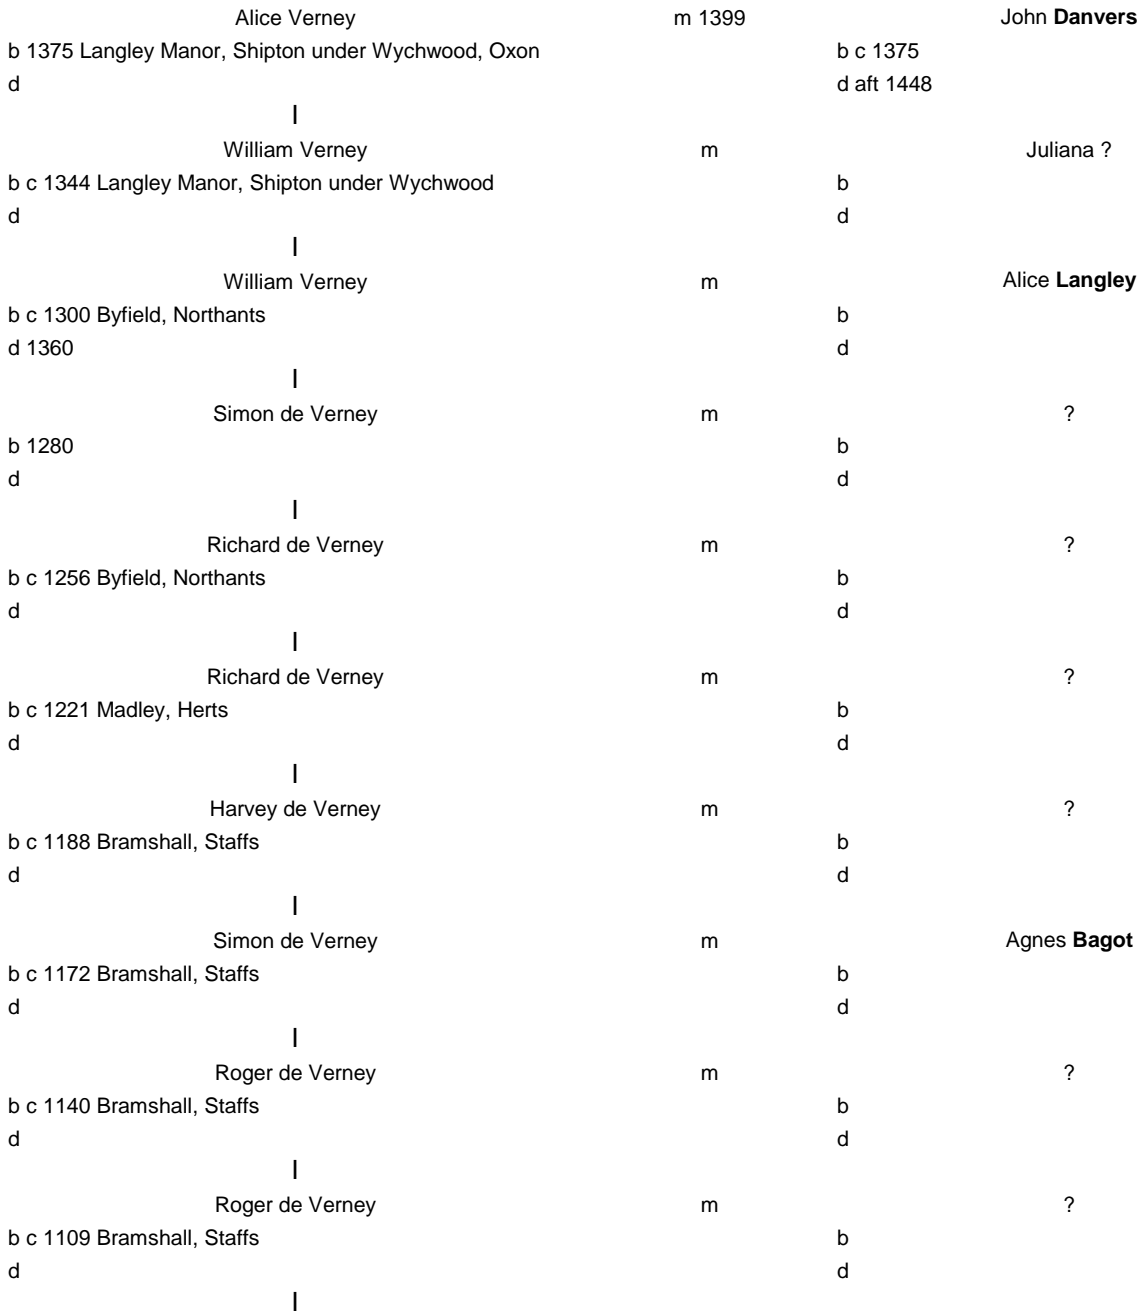 Alice Verney m 1399 John Danvers
b 1375 Langley Manor, Shipton under Wychwood, Oxon b c 1375
d d aft 1448
|
William Verney m Juliana ?
b c 1344 Langley Manor, Shipton under Wychwood b
d d
|
William Verney m Alice Langley
b c 1300 Byfield, Northants b
d 1360 d
|
Simon de Verney m ?
b 1280 b
d d
|
Richard de Verney m ?
b c 1256 Byfield, Northants b
d d
|
Richard de Verney m ?
b c 1221 Madley, Herts b
d d
|
Harvey de Verney m ?
b c 1188 Bramshall, Staffs b
d d
|
Simon de Verney m Agnes Bagot
b c 1172 Bramshall, Staffs b
d d
|
Roger de Verney m ?
b c 1140 Bramshall, Staffs b
d d
|
Roger de Verney m ?
b c 1109 Bramshall, Staffs b
d d
|